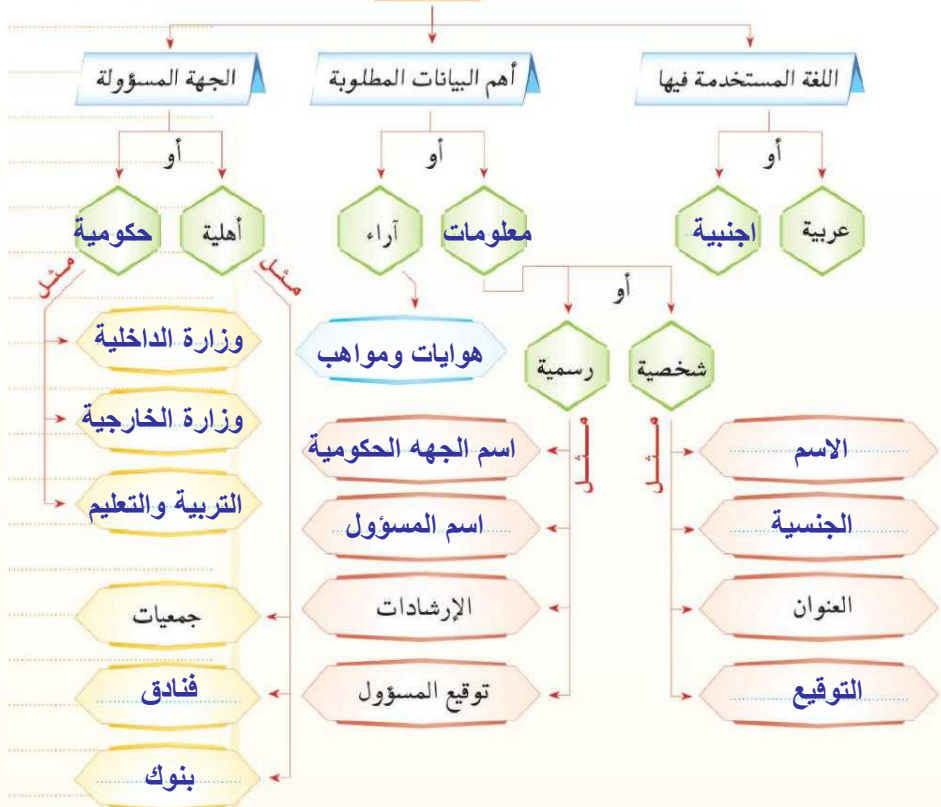 اللغة المستخدمة فيها
أهم البيانات المطلوبة
الجهة المسؤولة
أو
أو
أو
عربية
اجنبية
معلومات
آراء
أهلية
حكومية
مثل
مثل
أو
شخصية
رسمية
هوايات ومواهب
وزارة الداخلية
وزارة الخارجية
التربية والتعليم
مثل
مثل
الاسم
الجنسية
العنوان
التوقيع
اسم الجهه الحكومية
اسم المسؤول
الإرشادات
توقيع المسؤول
جمعيات
فنادق
بنوك